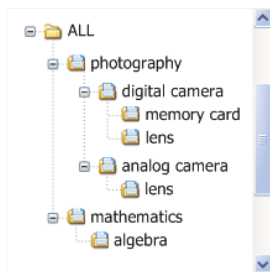 ALL
photography
digital camera
memory card
lens
analog camera
lens
mathematics
algebra